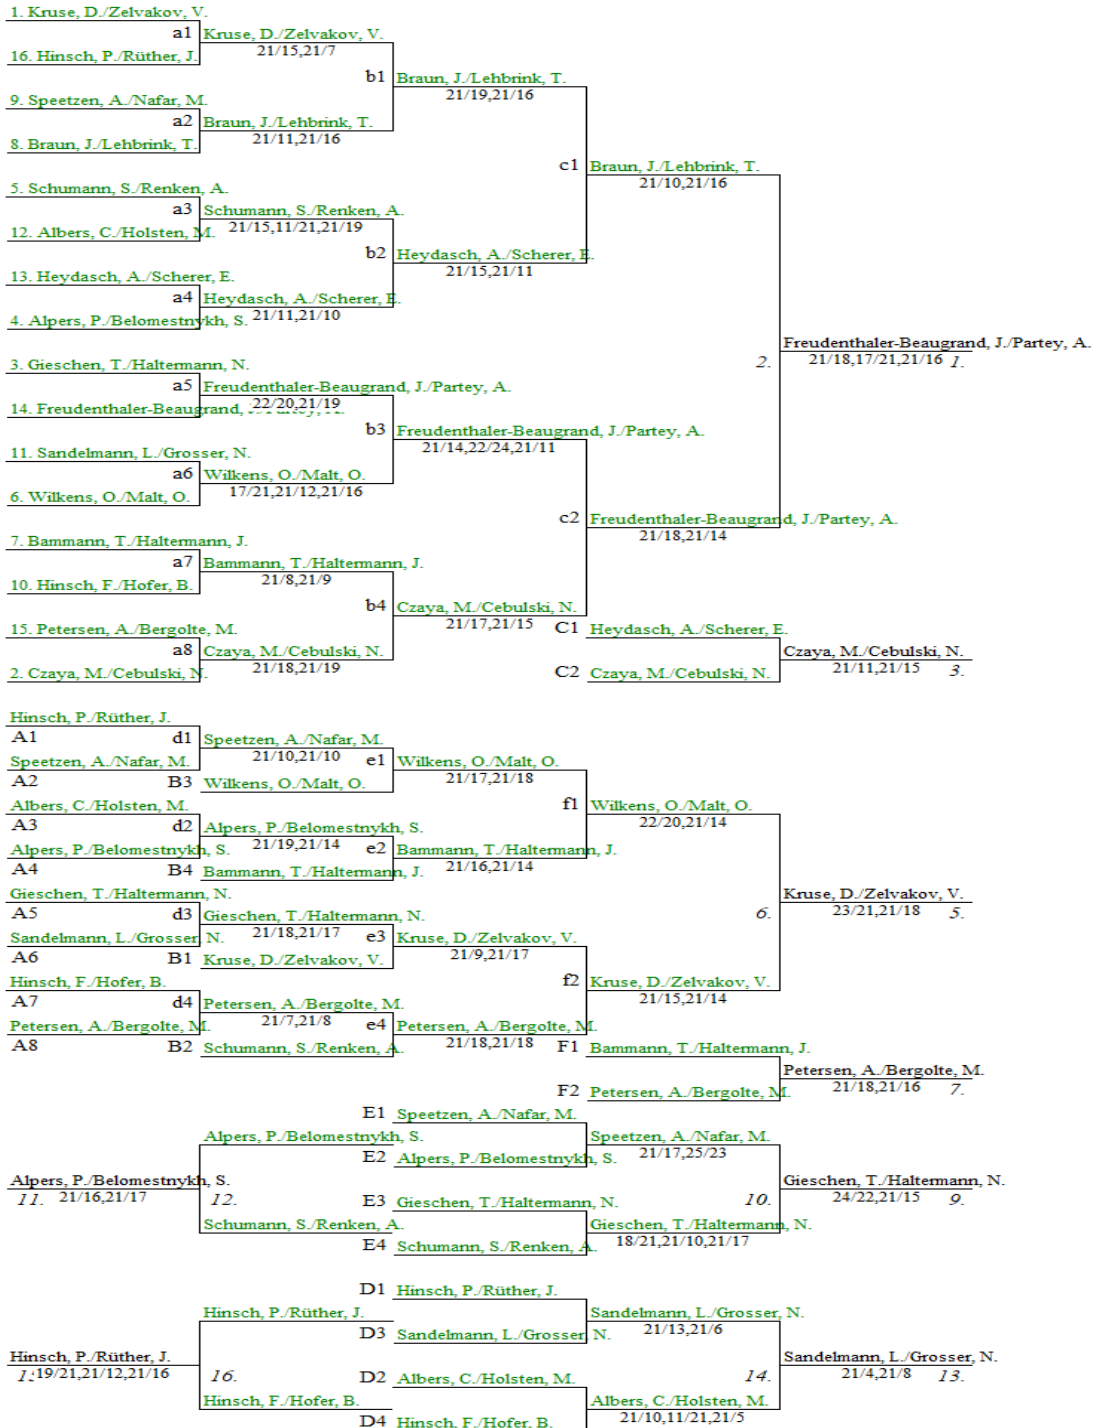 1. Kruse, D./Zelvakov, V.
a1 Kruse, D./Zelvakov, V.
21/15,21/7
16. Hinsch, P./Rüther, J.
b1 Braun, J./Lehbrink, T.
21/19,21/16
9. Speetzen, A./Nafar, M.
a2 Braun, J./Lehbrink, T.
21/11,21/16
8. Braun, J./Lehbrink, T.
c1 Braun, J./Lehbrink, T.
21/10,21/16
5. Schumann, S./Renken, A.
a3 Schumann, S./Renken, A.
21/15,11/21,21/19
12. Albers, C./Holsten, M.
b2 Heydasch, A./Scherer, E.
21/15,21/11
13. Heydasch, A./Scherer, E.
a4 Heydasch, A./Scherer, E.
21/11,21/10
4. Alpers, P./Belomestnykh, S.
Freudenthaler-Beaugrand, J./Partey, A.
2. 21/18,17/21,21/16 1.
3. Gieschen, T./Haltermann, N.
a5 Freudenthaler-Beaugrand, J./Partey, A.
22/20,21/19
14. Freudenthaler-Beaugrand, J./Partey, A.
b3 Freudenthaler-Beaugrand, J./Partey, A.
21/14,22/24,21/11
11. Sandelmann, L./Grosser, N.
a6 Wilkens, O./Malt, O.
17/21,21/12,21/16
6. Wilkens, O./Malt, O.
c2 Freudenthaler-Beaugrand, J./Partey, A.
21/18,21/14
7. Bammann, T./Haltermann, J.
a7 Bammann, T./Haltermann, J.
21/8,21/9
10. Hinsch, F./Hofer, B.
b4 Czaya, M./Cebulski, N.
21/17,21/15
C1 Heydasch, A./Scherer, E.
15. Petersen, A./Bergolte, M.
a8 Czaya, M./Cebulski, N.
21/18,21/19
Czaya, M./Cebulski, N.
21/11,21/15 3.
2. Czaya, M./Cebulski, N.
C2 Czaya, M./Cebulski, N.
Hinsch, P./Rüther, J.
A1 d1 Speetzen, A./Nafar, M.
21/10,21/10
Speetzen, A./Nafar, M.
e1 Wilkens, O./Malt, O.
21/17,21/18
A2 B3 Wilkens, O./Malt, O.
Albers, C./Holsten, M.
f1 Wilkens, O./Malt, O.
22/20,21/14
A3 d2 Alpers, P./Belomestnykh, S.
21/19,21/14
Alpers, P./Belomestnykh, S.
e2 Bammann, T./Haltermann, J.
21/16,21/14
A4 B4 Bammann, T./Haltermann, J.
Gieschen, T./Haltermann, N.
Kruse, D./Zelvakov, V.
6. 23/21,21/18 5.
A5 d3 Gieschen, T./Haltermann, N.
21/18,21/17
Sandelmann, L./Grosser, N.
e3 Kruse, D./Zelvakov, V.
21/9,21/17
A6 B1 Kruse, D./Zelvakov, V.
Hinsch, F./Hofer, B.
f2 Kruse, D./Zelvakov, V.
21/15,21/14
A7 d4 Petersen, A./Bergolte, M.
21/7,21/8
Petersen, A./Bergolte, M.
e4 Petersen, A./Bergolte, M.
21/18,21/18
A8 B2 Schumann, S./Renken, A.
F1 Bammann, T./Haltermann, J.
Petersen, A./Bergolte, M.
21/18,21/16 7.
F2 Petersen, A./Bergolte, M.
E1 Speetzen, A./Nafar, M.
Alpers, P./Belomestnykh, S.
Speetzen, A./Nafar, M.
21/17,25/23
E2 Alpers, P./Belomestnykh, S.
Alpers, P./Belomestnykh, S.
11. 21/16,21/17 12.
Gieschen, T./Haltermann, N.
10. 24/22,21/15 9.
E3 Gieschen, T./Haltermann, N.
Schumann, S./Renken, A.
Gieschen, T./Haltermann, N.
18/21,21/10,21/17
E4 Schumann, S./Renken, A.
D1 Hinsch, P./Rüther, J.
Hinsch, P./Rüther, J.
Sandelmann, L./Grosser, N.
21/13,21/6
D3 Sandelmann, L./Grosser, N.
Hinsch, P./Rüther, J.
19/21,21/12,21/16 16.
Sandelmann, L./Grosser, N.
14. 21/4,21/8 13.
D2 Albers, C./Holsten, M.
Hinsch, F./Hofer, B.
Albers, C./Holsten, M.
21/10,11/21,21/5
D4 Hinsch, F./Hofer, B.